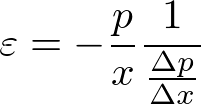 ε = − p/x 1/(Δp/Δx)